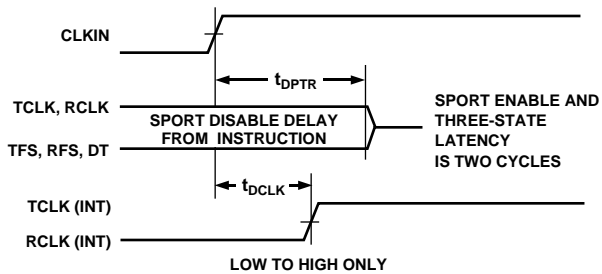 CLKIN
tDPTR
TCLK, RCLK
SPORT DISABLE DELAY
FROM INSTRUCTION
TFS, RFS, DT
SPORT ENABLE AND
THREE-STATE
LATENCY
IS TWO CYCLES
tDCLK
TCLK (INT)
RCLK (INT)
LOW TO HIGH ONLY